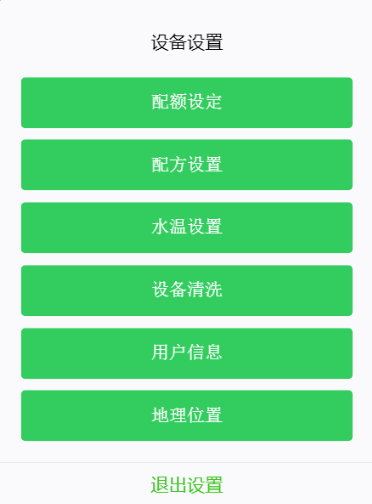 设备设置
配额设定
配方设置
水温设置
设备清洗
用户信息
地理位置
退出设置